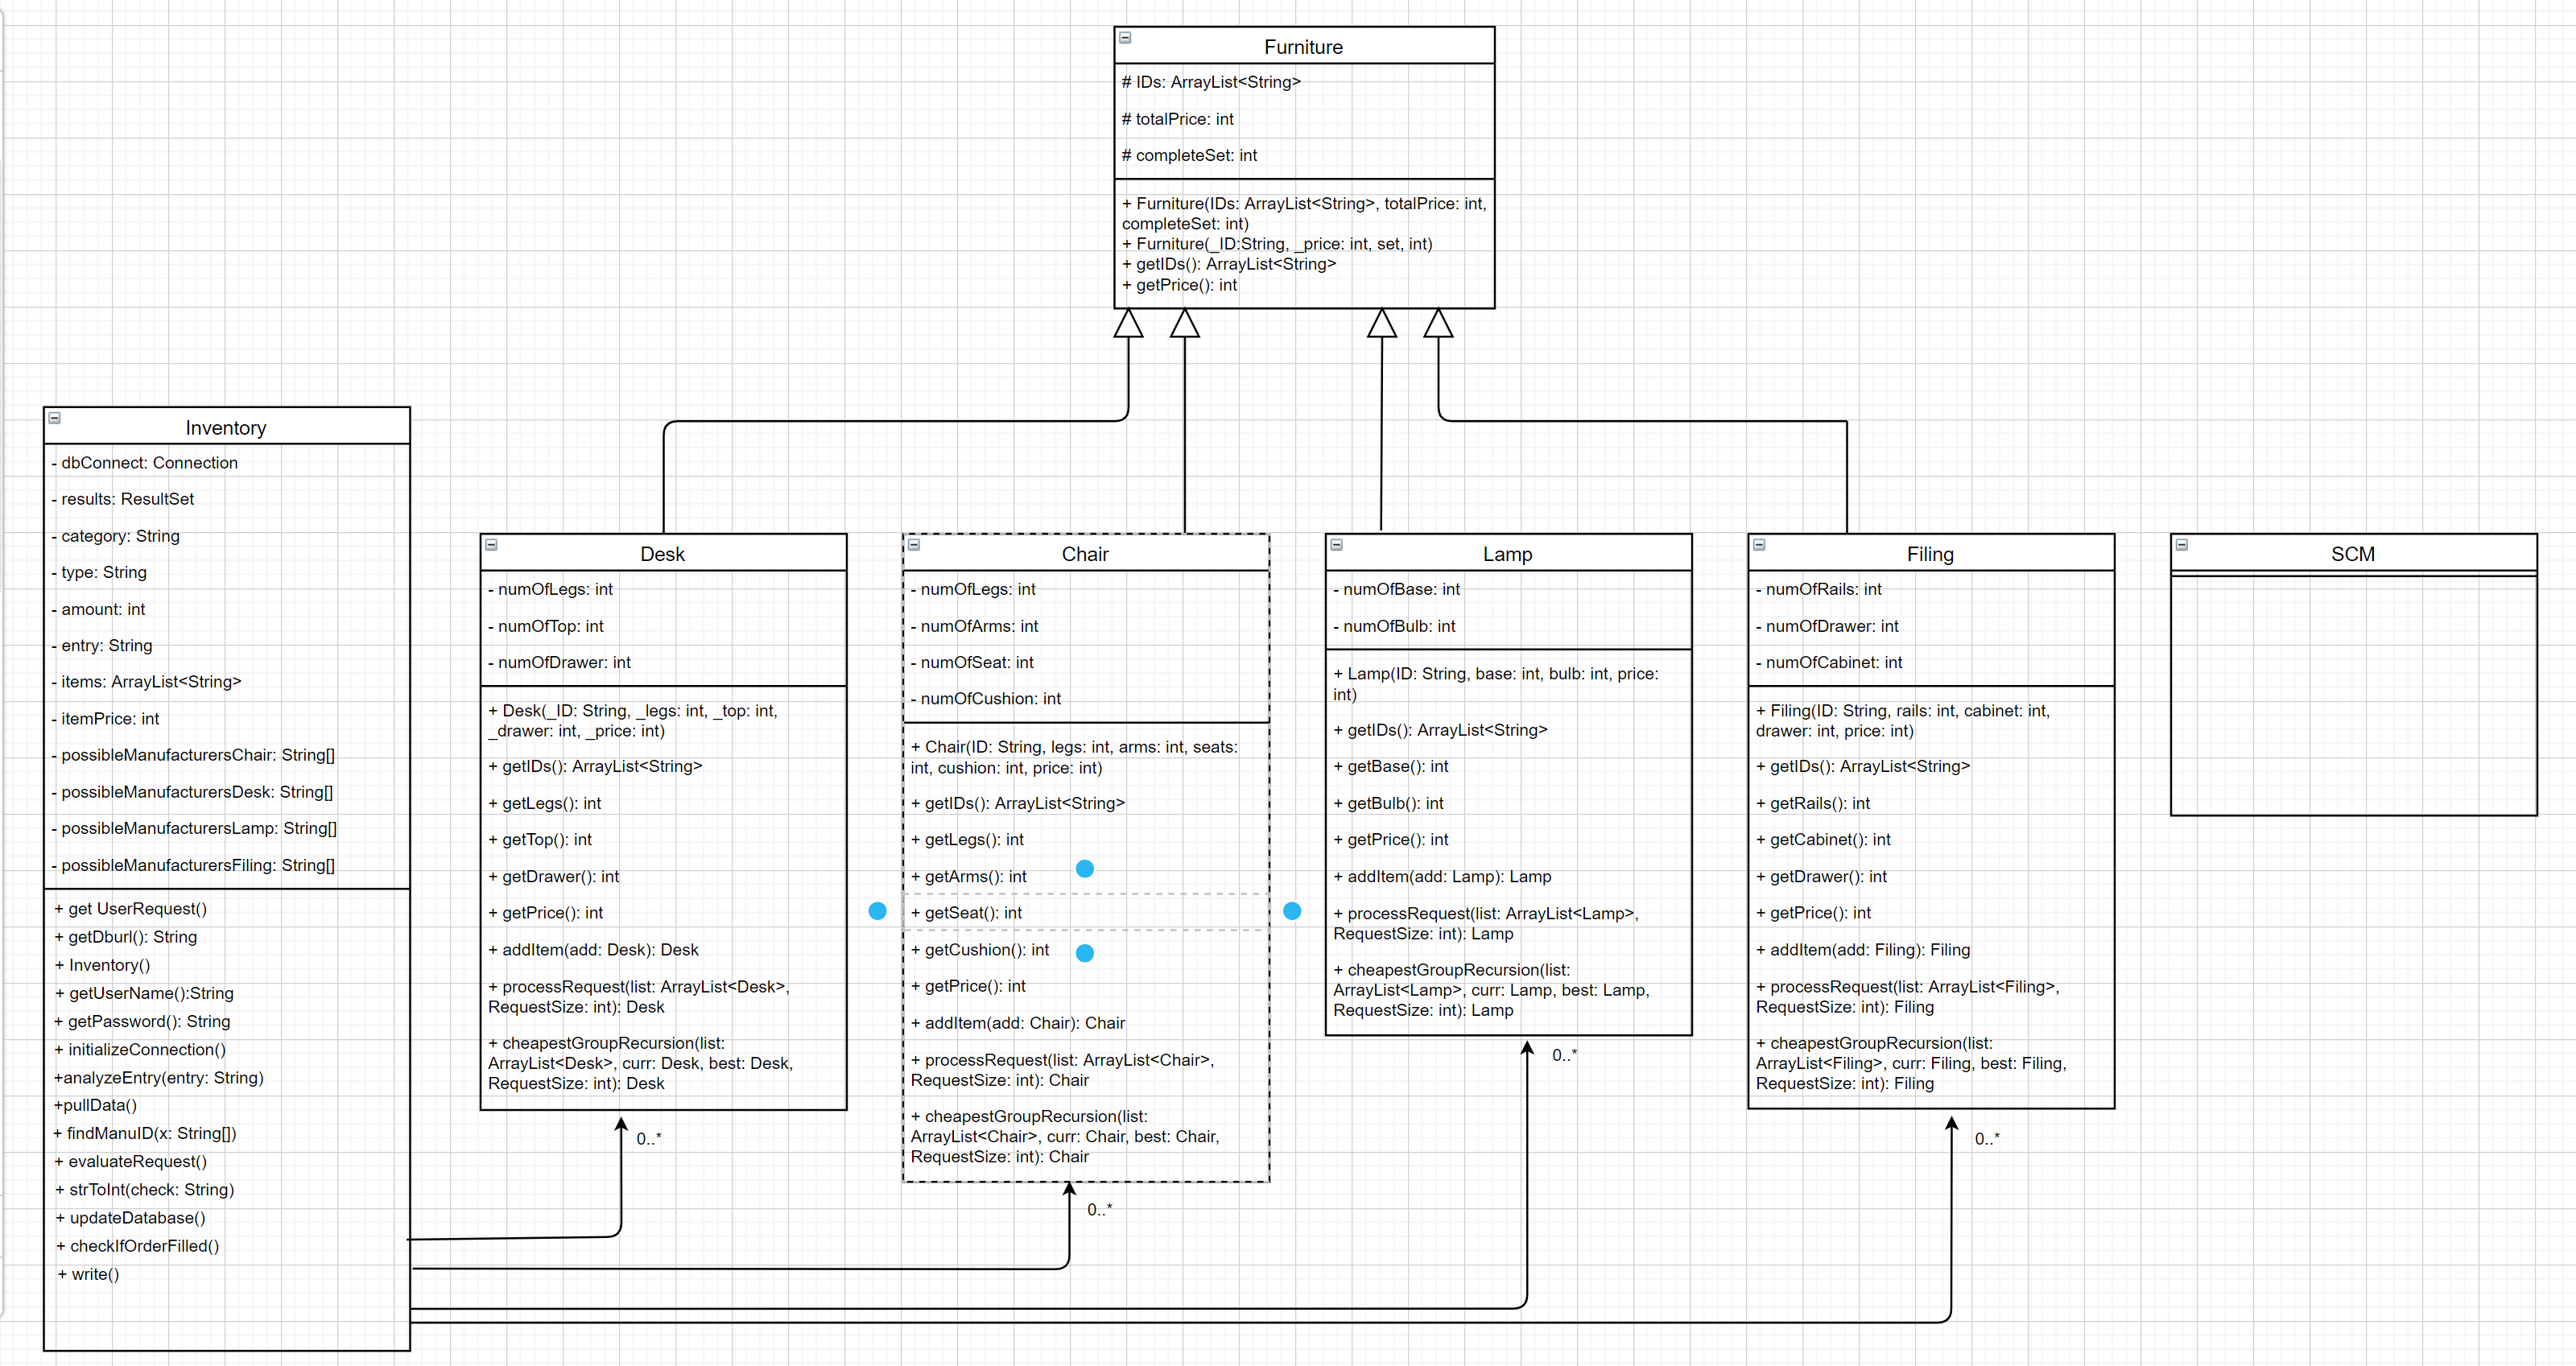 Furniture
# IDs: ArrayList<String>
# totalPrice: int
# completeSet: int
+ Furniture(IDs: ArrayList<String>, totalPrice: int,
completeSet: int)
+ Furniture(_ID:String, _price: int, set, int)
+ getIDs(): ArrayList<String>
+ getPrice(): int
Inventory
- dbConnect: Connection
- results: ResultSet
- category: String
- type: String
- amount: int
- entry: String
- items: ArrayList<String>
- itemPrice: int
- possibleManufacturersChair: String[]
- possibleManufacturersDesk: String[]
- possibleManufacturersLamp: String[]
- possibleManufacturersFiling: String[]
+ get UserRequest()
+ getDburl(): String
+ Inventory()
+ getUserName():String
+ getPassword(): String
+ initializeConnection()
+analyzeEntry(entry: String)
+pullData()
+ findManuID(x: String[])
+ evaluateRequest()
+ strToInt(check: String)
+ updateDatabase()
+ checkIfOrderFilled()
+ write()
Desk
- numOfLegs: int
- numOfTop: int
- numOfDrawer: int
+ Desk(_ID: String, _legs: int, _top: int,
_drawer: int, _price: int)
+ getIDs(): ArrayList<String>
+ getLegs(): int
+ getTop(): int
+ getDrawer(): int
+ getPrice(): int
+ addItem(add: Desk): Desk
+ processRequest(list: ArrayList<Desk>,
RequestSize: int): Desk
+ cheapestGroupRecursion(list:
ArrayList<Desk>, curr: Desk, best: Desk,
RequestSize: int): Desk
0..*
Chair
- numOfLegs: int
- numOfArms: int
- numOfSeat: int
- numOfCushion: int
+ Chair(ID: String, legs: int, arms: int, seats:
int, cushion: int, price: int)
+ getIDs(): ArrayList<String>
+ getLegs(): int
+ getArms(): int
+ getSeat(): int
+ getCushion(): int
+ getPrice(): int
+ addItem(add: Chair): Chair
+ processRequest(list: ArrayList<Chair>,
RequestSize: int): Chair
+ cheapestGroupRecursion(list:
ArrayList<Chair>, curr: Chair, best: Chair,
RequestSize: int): Chair
0..*
Lamp
- numOfBase: int
- numOfBulb: int
+ Lamp(ID: String, base: int, bulb: int, price:
int)
+ getIDs(): ArrayList<String>
+ getBase(): int
+ getBulb(): int
+ getPrice(): int
+ addItem(add: Lamp): Lamp
+ processRequest(list: ArrayList<Lamp>,
RequestSize: int): Lamp
+ cheapestGroupRecursion(list:
ArrayList<Lamp>, curr: Lamp, best: Lamp,
RequestSize: int): Lamp
0..*
Filing
- numOfRails: int
- numOfDrawer: int
- numOfCabinet: int
+ Filing(ID: String, rails: int, cabinet: int,
drawer: int, price: int)
+ getIDs(): ArrayList<String>
+ getRails(): int
+ getCabinet(): int
+ getDrawer(): int
+ getPrice(): int
+ addItem(add: Filing): Filing
+ processRequest(list: ArrayList<Filing>,
RequestSize: int): Filing
+ cheapestGroupRecursion(list:
ArrayList<Filing>, curr: Filing, best: Filing,
RequestSize: int): Filing
0..*
SCM